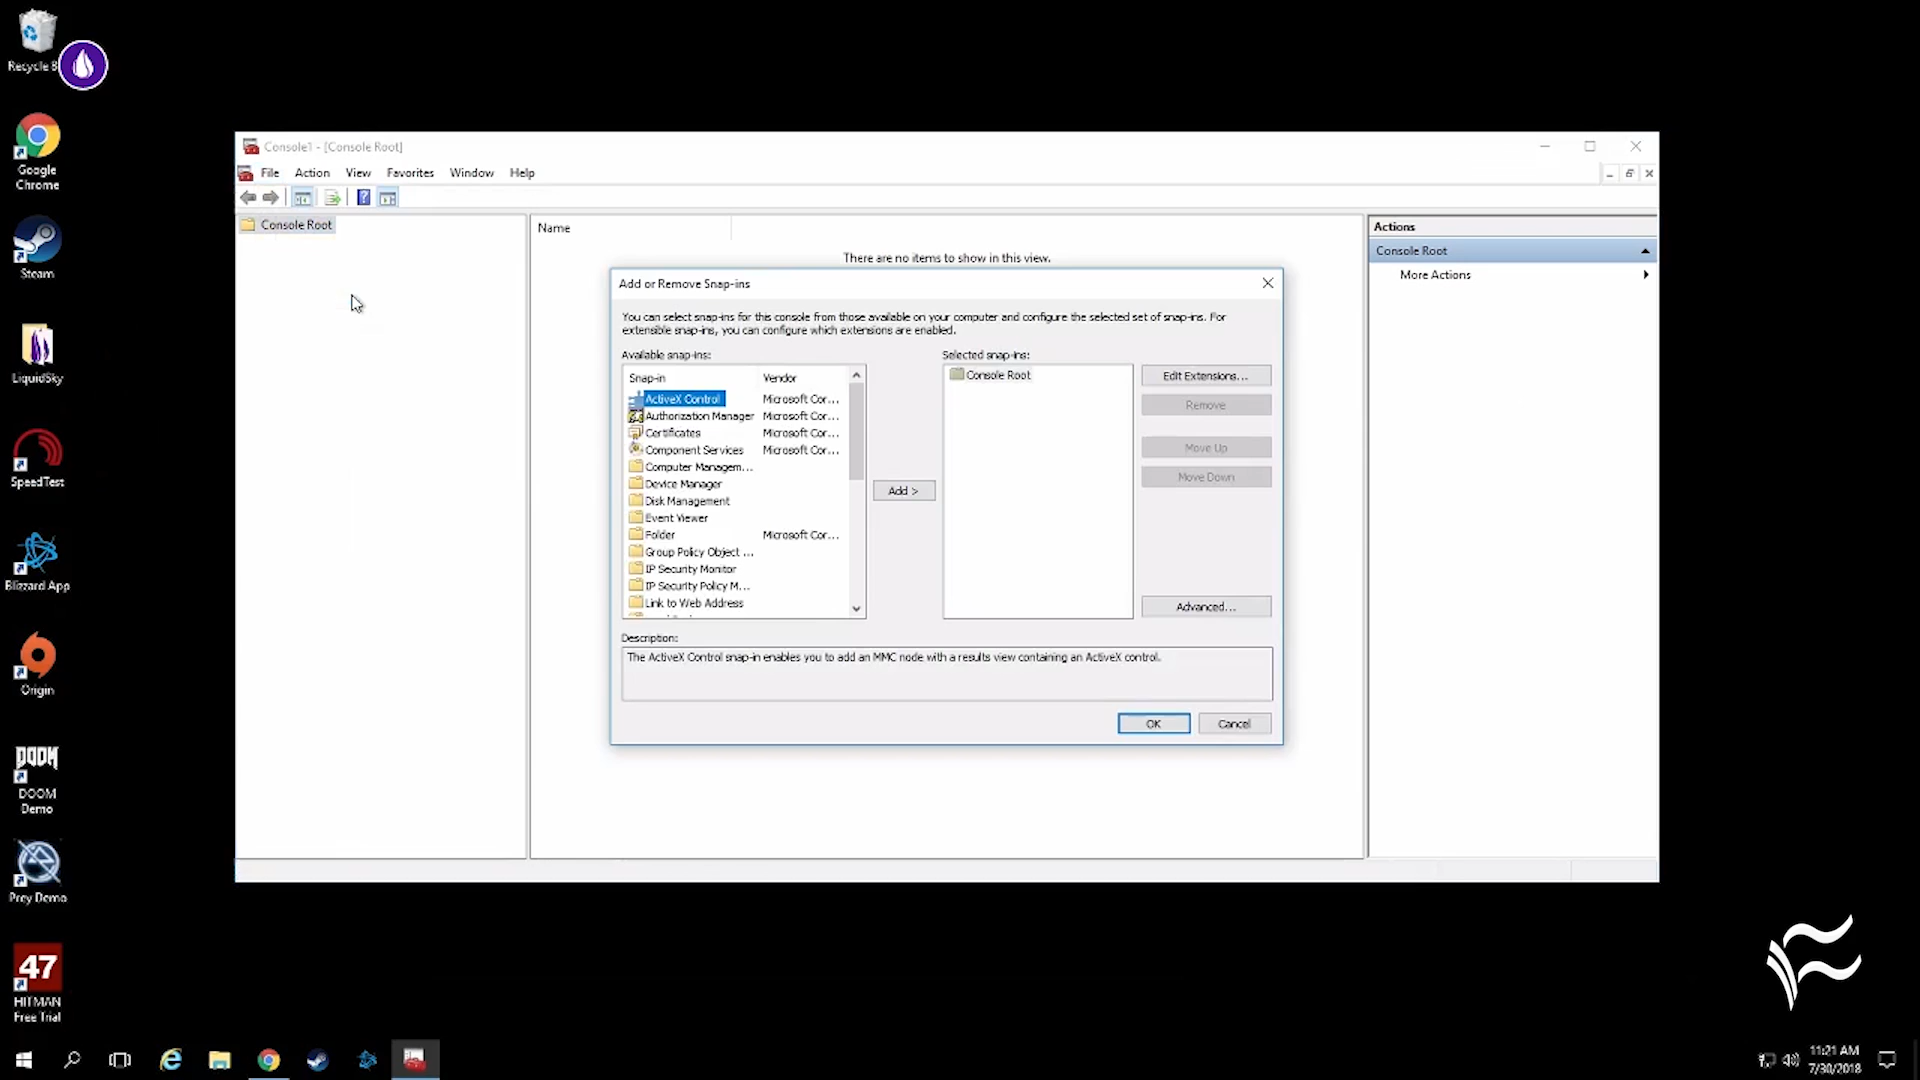 Recycle B
Google
Chrome
Steam
LiquidSky
SpeedTest
Blizzard App
Origin
DOOM
DOOM
Demo
Prey Demo
47
HITMAN
Free Trial
Console1 - [Console Root]
File Action View Favorites Window Help
Console Root
Name
There are no items to show in this view.
Actions
Console Root
More Actions
Add or Remove Snap-ins
You can select snap-ins for this console from those available on your computer and configure the selected set of snap-ins. For
extensible snap-ins, you can configure which extensions are enabled.
Available snap-ins:
Snap-in Vendor
ActiveX Control Microsoft Cor...
Authorization Manager Microsoft Cor...
Certificates Microsoft Cor...
Component Services Microsoft Cor...
Computer Managem...
Device Manager
Disk Management
Event Viewer
Folder Microsoft Cor...
Group Policy Object ...
IP Security Monitor
IP Security Policy M...
Link to Web Address
Add >
Selected snap-ins:
Console Root
Edit Extensions...
Remove
Move Up
Move Down
Advanced...
Description:
The ActiveX Control snap-in enables you to add an MMC node with a results view containing an ActiveX control.
OK Cancel
11:21 AM
7/30/2018